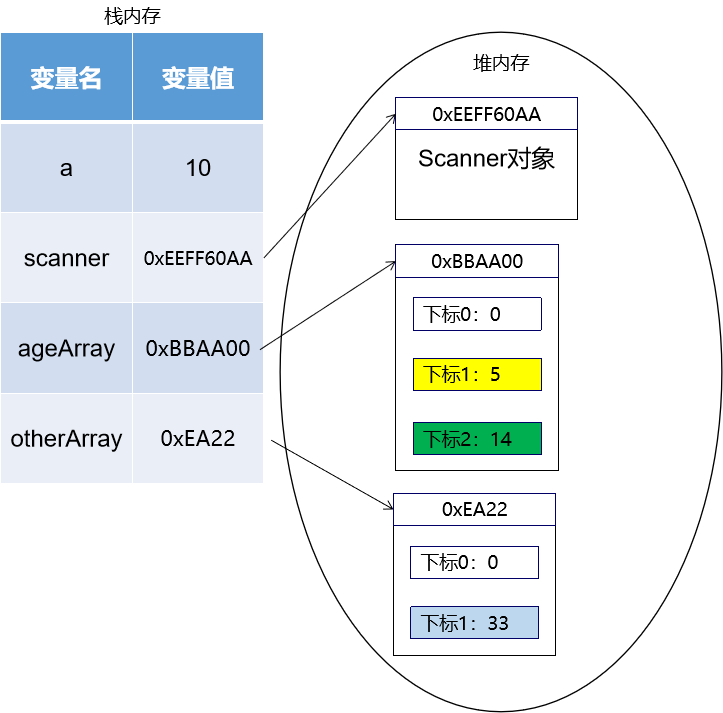 栈内存
变量名 变量值
a 10
scanner 0xEEFF60AA
ageArray 0xBBAA00
otherArray 0xEA22
堆内存
0xEEFF60AA
Scanner对象
0xBBAA00
下标0：0
下标1：5
下标2：14
0xEA22
下标0：0
下标1：33